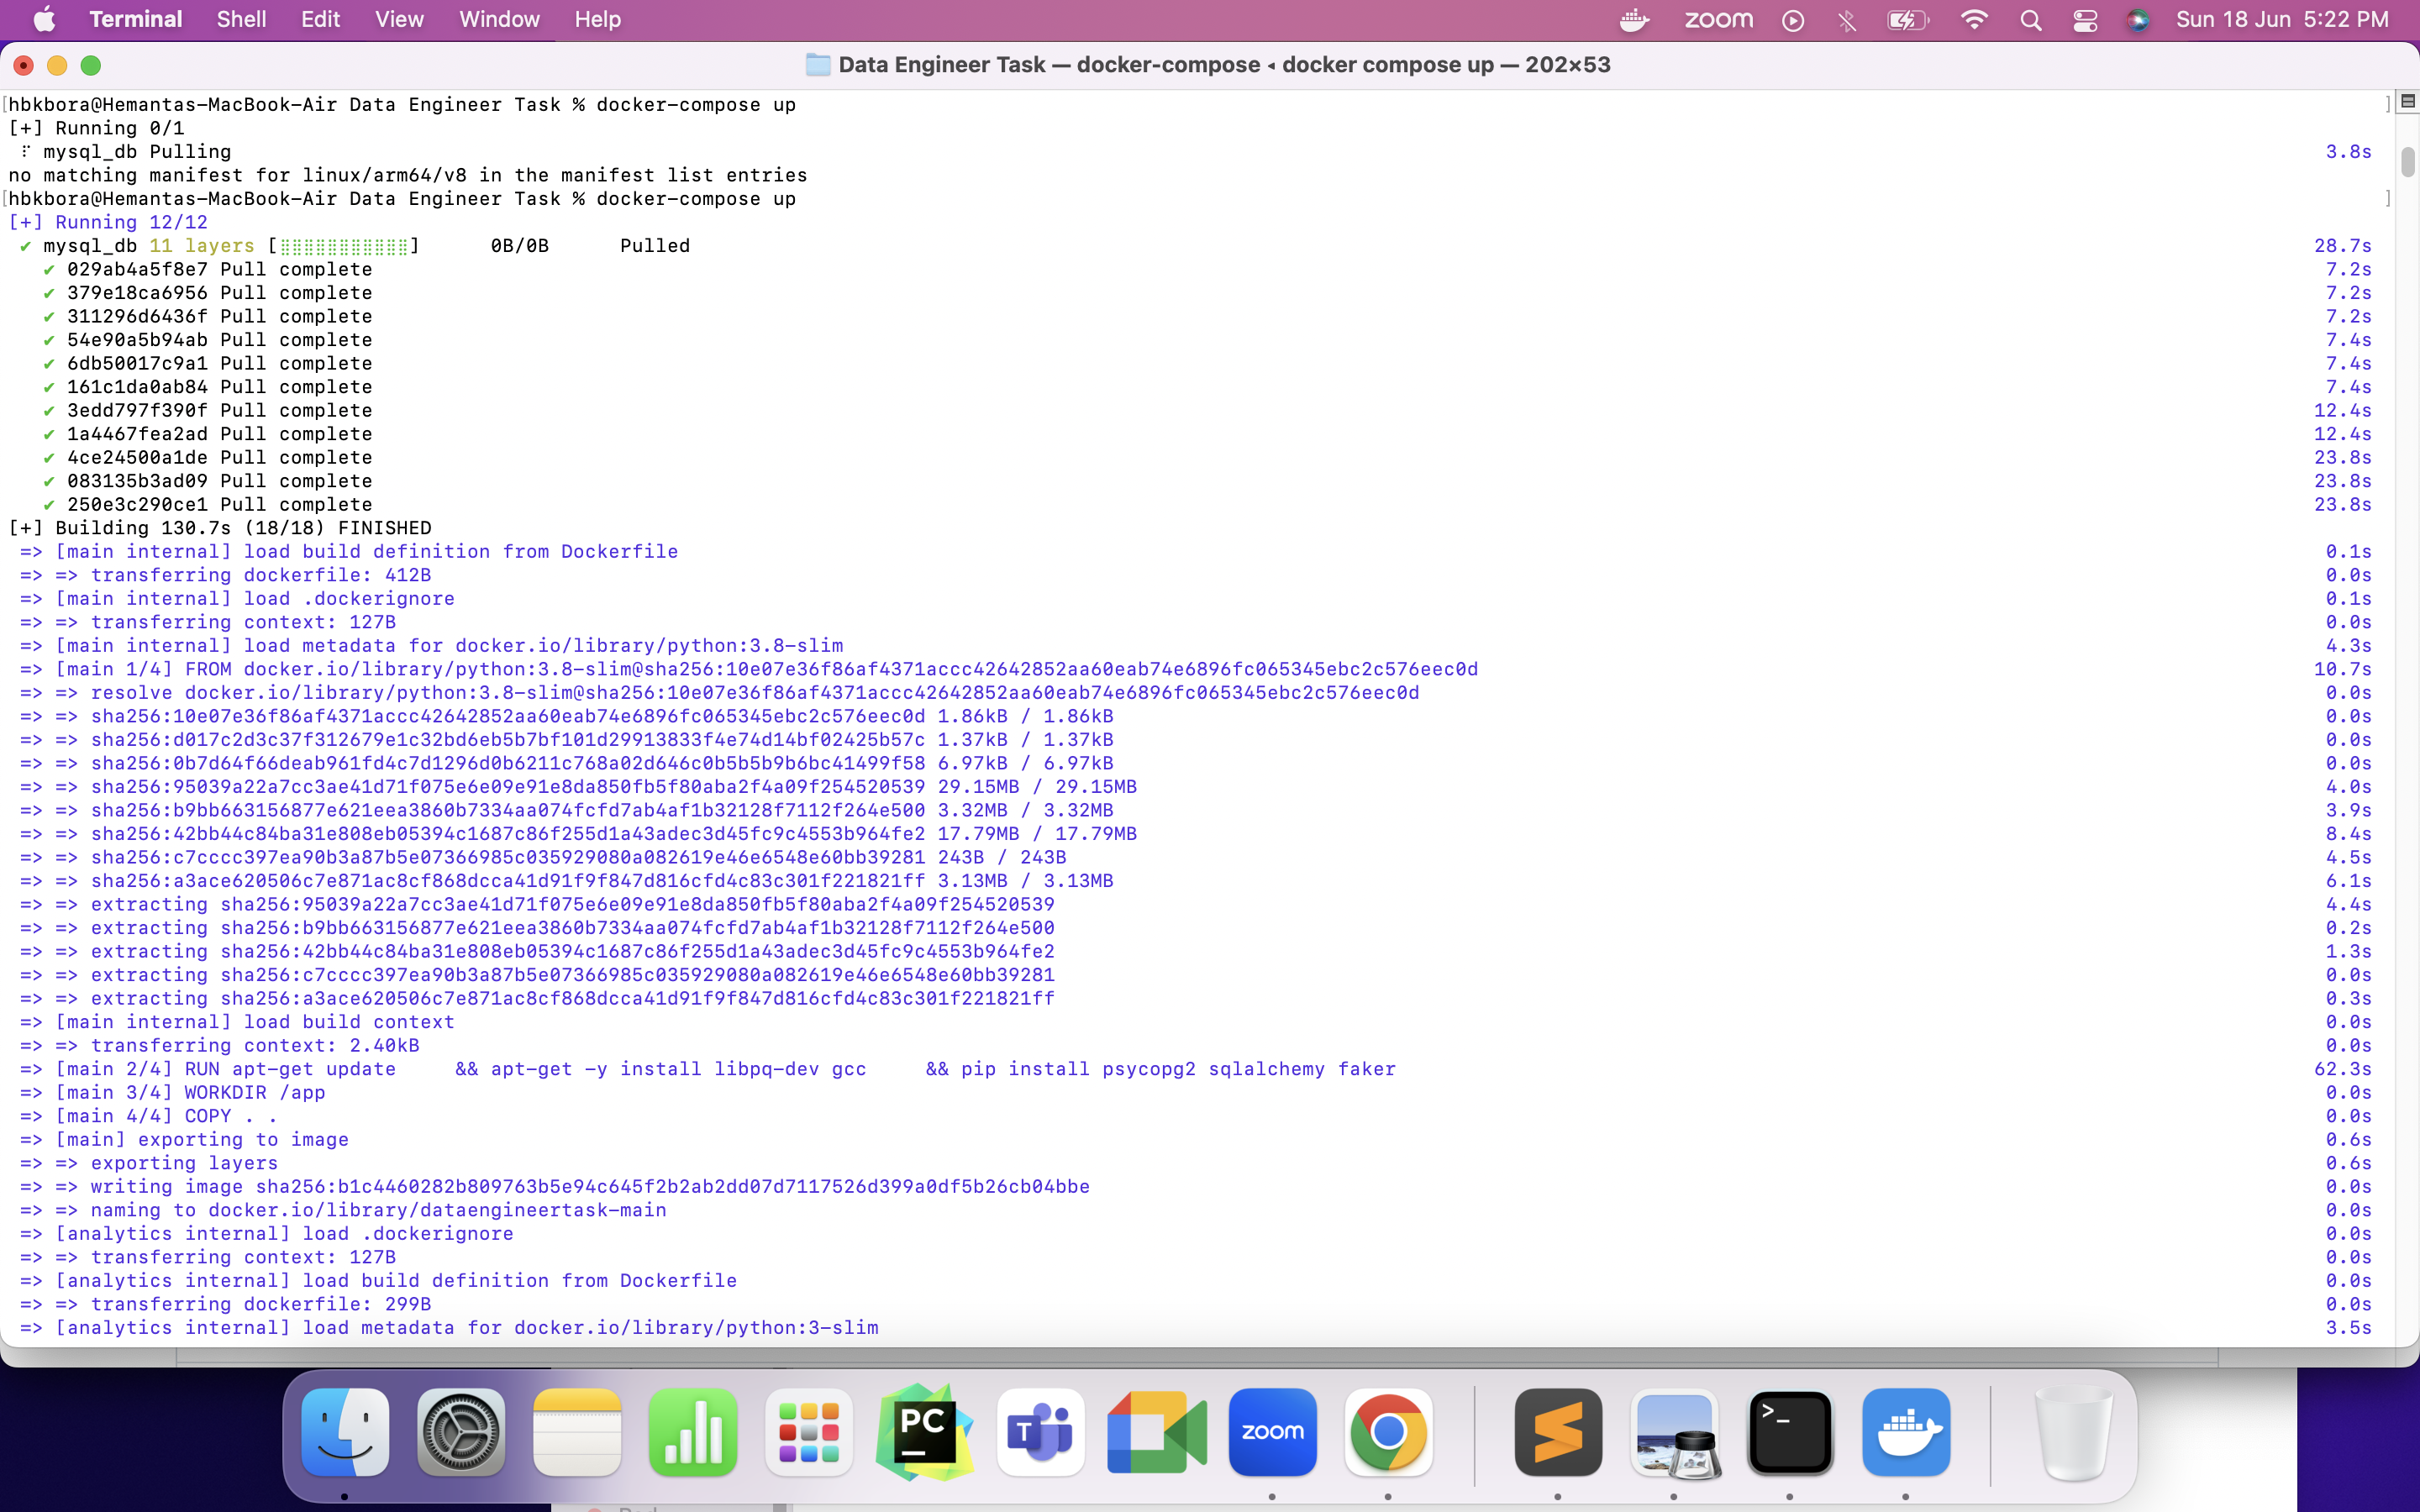 Terminal Shell Edit View Window Help zoom Sun 18 Jun 5:22 PM
Data Engineer Task — docker-compose ◂ docker compose up — 202×53
[hbkbora@Hemantas-MacBook-Air Data Engineer Task % docker-compose up ]
[+] Running 0/1
⠏ mysql_db Pulling 3.8s
no matching manifest for linux/arm64/v8 in the manifest list entries
[hbkbora@Hemantas-MacBook-Air Data Engineer Task % docker-compose up ]
[+] Running 12/12
✔ mysql_db 11 layers [⣿⣿⣿⣿⣿⣿⣿⣿⣿⣿⣿] 0B/0B Pulled 28.7s
✔ 029ab4a5f8e7 Pull complete 7.2s
✔ 379e18ca6956 Pull complete 7.2s
✔ 311296d6436f Pull complete 7.2s
✔ 54e90a5b94ab Pull complete 7.4s
✔ 6db50017c9a1 Pull complete 7.4s
✔ 161c1da0ab84 Pull complete 7.4s
✔ 3edd797f390f Pull complete 12.4s
✔ 1a4467fea2ad Pull complete 12.4s
✔ 4ce24500a1de Pull complete 23.8s
✔ 083135b3ad09 Pull complete 23.8s
✔ 250e3c290ce1 Pull complete 23.8s
[+] Building 130.7s (18/18) FINISHED
=> [main internal] load build definition from Dockerfile 0.1s
=> => transferring dockerfile: 412B 0.0s
=> [main internal] load .dockerignore 0.1s
=> => transferring context: 127B 0.0s
=> [main internal] load metadata for docker.io/library/python:3.8-slim 4.3s
=> [main 1/4] FROM docker.io/library/python:3.8-slim@sha256:10e07e36f86af4371accc42642852aa60eab74e6896fc065345ebc2c576eec0d 10.7s
=> => resolve docker.io/library/python:3.8-slim@sha256:10e07e36f86af4371accc42642852aa60eab74e6896fc065345ebc2c576eec0d 0.0s
=> => sha256:10e07e36f86af4371accc42642852aa60eab74e6896fc065345ebc2c576eec0d 1.86kB / 1.86kB 0.0s
=> => sha256:d017c2d3c37f312679e1c32bd6eb5b7bf101d29913833f4e74d14bf02425b57c 1.37kB / 1.37kB 0.0s
=> => sha256:0b7d64f66deab961fd4c7d1296d0b6211c768a02d646c0b5b5b9b6bc41499f58 6.97kB / 6.97kB 0.0s
=> => sha256:95039a22a7cc3ae41d71f075e6e09e91e8da850fb5f80aba2f4a09f254520539 29.15MB / 29.15MB 4.0s
=> => sha256:b9bb663156877e621eea3860b7334aa074fcfd7ab4af1b32128f7112f264e500 3.32MB / 3.32MB 3.9s
=> => sha256:42bb44c84ba31e808eb05394c1687c86f255d1a43adec3d45fc9c4553b964fe2 17.79MB / 17.79MB 8.4s
=> => sha256:c7cccc397ea90b3a87b5e07366985c035929080a082619e46e6548e60bb39281 243B / 243B 4.5s
=> => sha256:a3ace620506c7e871ac8cf868dcca41d91f9f847d816cfd4c83c301f221821ff 3.13MB / 3.13MB 6.1s
=> => extracting sha256:95039a22a7cc3ae41d71f075e6e09e91e8da850fb5f80aba2f4a09f254520539 4.4s
=> => extracting sha256:b9bb663156877e621eea3860b7334aa074fcfd7ab4af1b32128f7112f264e500 0.2s
=> => extracting sha256:42bb44c84ba31e808eb05394c1687c86f255d1a43adec3d45fc9c4553b964fe2 1.3s
=> => extracting sha256:c7cccc397ea90b3a87b5e07366985c035929080a082619e46e6548e60bb39281 0.0s
=> => extracting sha256:a3ace620506c7e871ac8cf868dcca41d91f9f847d816cfd4c83c301f221821ff 0.3s
=> [main internal] load build context 0.0s
=> => transferring context: 2.40kB 0.0s
=> [main 2/4] RUN apt-get update && apt-get -y install libpq-dev gcc && pip install psycopg2 sqlalchemy faker 62.3s
=> [main 3/4] WORKDIR /app 0.0s
=> [main 4/4] COPY . . 0.0s
=> [main] exporting to image 0.6s
=> => exporting layers 0.6s
=> => writing image sha256:b1c4460282b809763b5e94c645f2b2ab2dd07d7117526d399a0df5b26cb04bbe 0.0s
=> => naming to docker.io/library/dataengineertask-main 0.0s
=> [analytics internal] load .dockerignore 0.0s
=> => transferring context: 127B 0.0s
=> [analytics internal] load build definition from Dockerfile 0.0s
=> => transferring dockerfile: 299B 0.0s
=> [analytics internal] load metadata for docker.io/library/python:3-slim 3.5s
PC
T
zoom
>_